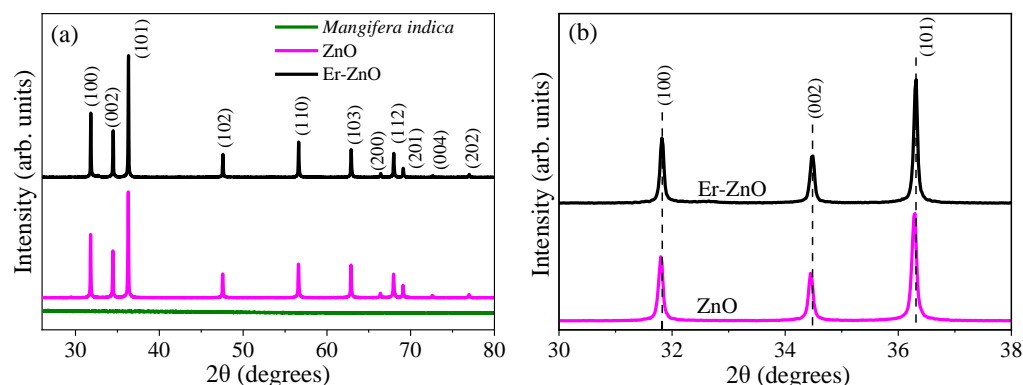 (a)
Mangifera indica
ZnO
Er-ZnO
(100)
(002)
(101)
(102)
(110)
(103)
(200)
(112)
(201)
(004)
(202)
Intensity (arb. units)
30 40 50 60 70 80
2θ (degrees)
(b)
(100)
(002)
(101)
Er-ZnO
ZnO
Intensity (arb. units)
30 32 34 36 38
2θ (degrees)